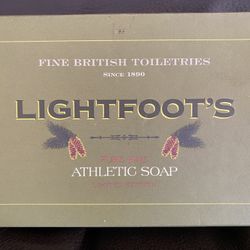 FINE BRITISH TOILETRIES
SINCE 1890
LIGHTFOOT'S
ATHLETIC SOAP